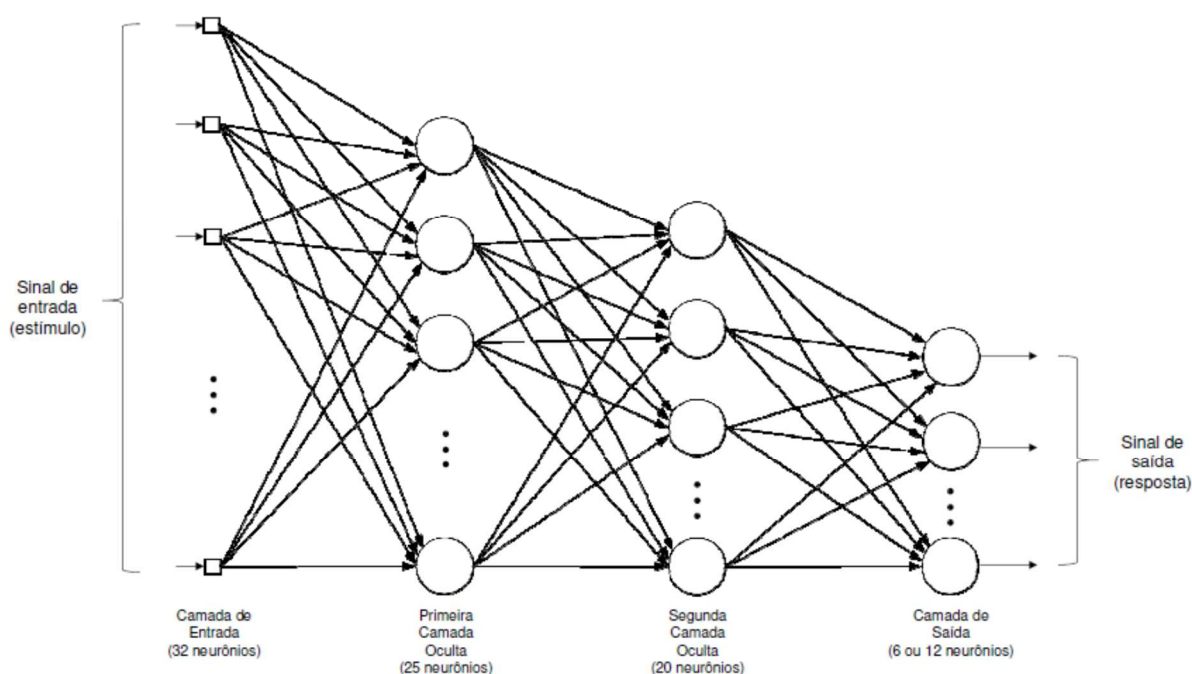 Sinal de
entrada
(estímulo)
Sinal de
saída
(resposta)
Camada de
Entrada
(32 neurônios)
Primeira
Camada
Oculta
(25 neurônios)
Segunda
Camada
Oculta
(20 neurônios)
Camada de
Saída
(6 ou 12 neurônios)